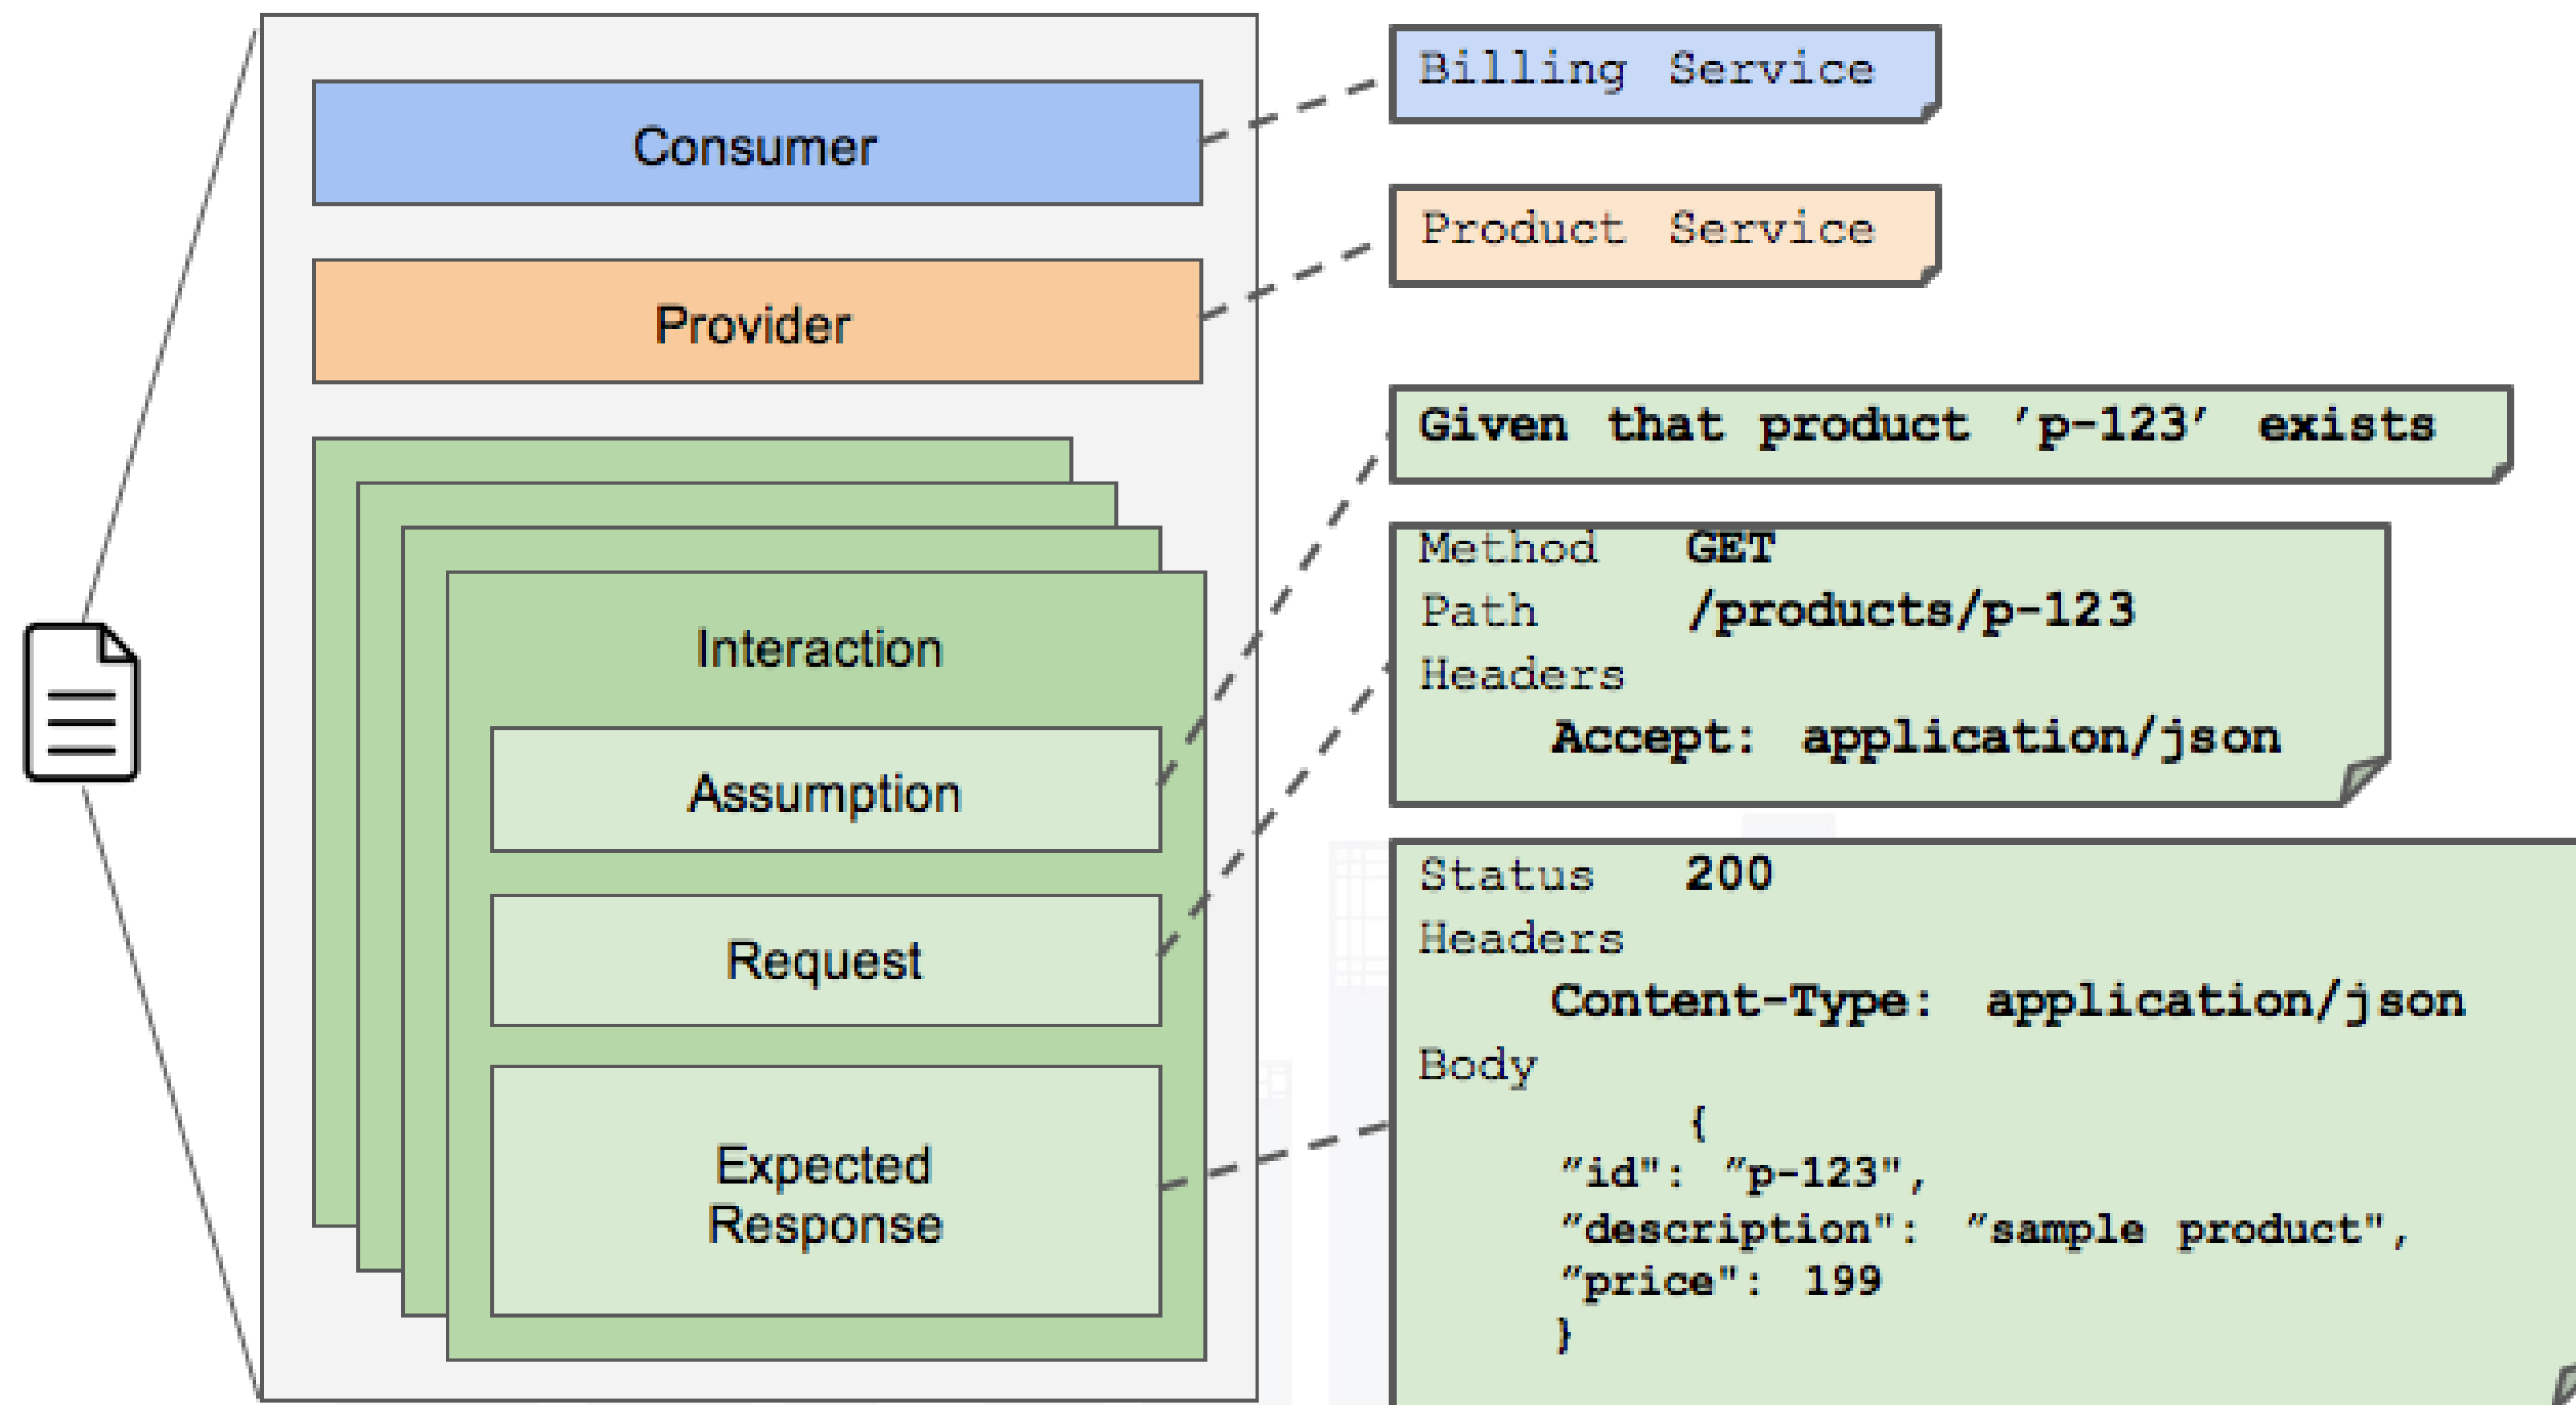 Consumer
Provider
Interaction
Assumption
Request
Expected
Response
Billing Service
Product Service
Given that product ’p-123’ exists
Method GET
Path /products/p-123
Headers
Accept: application/json
Status 200
Headers
Content-Type: application/json
Body
{
”id": ”p-123",
”description": ”sample product",
”price": 199
}